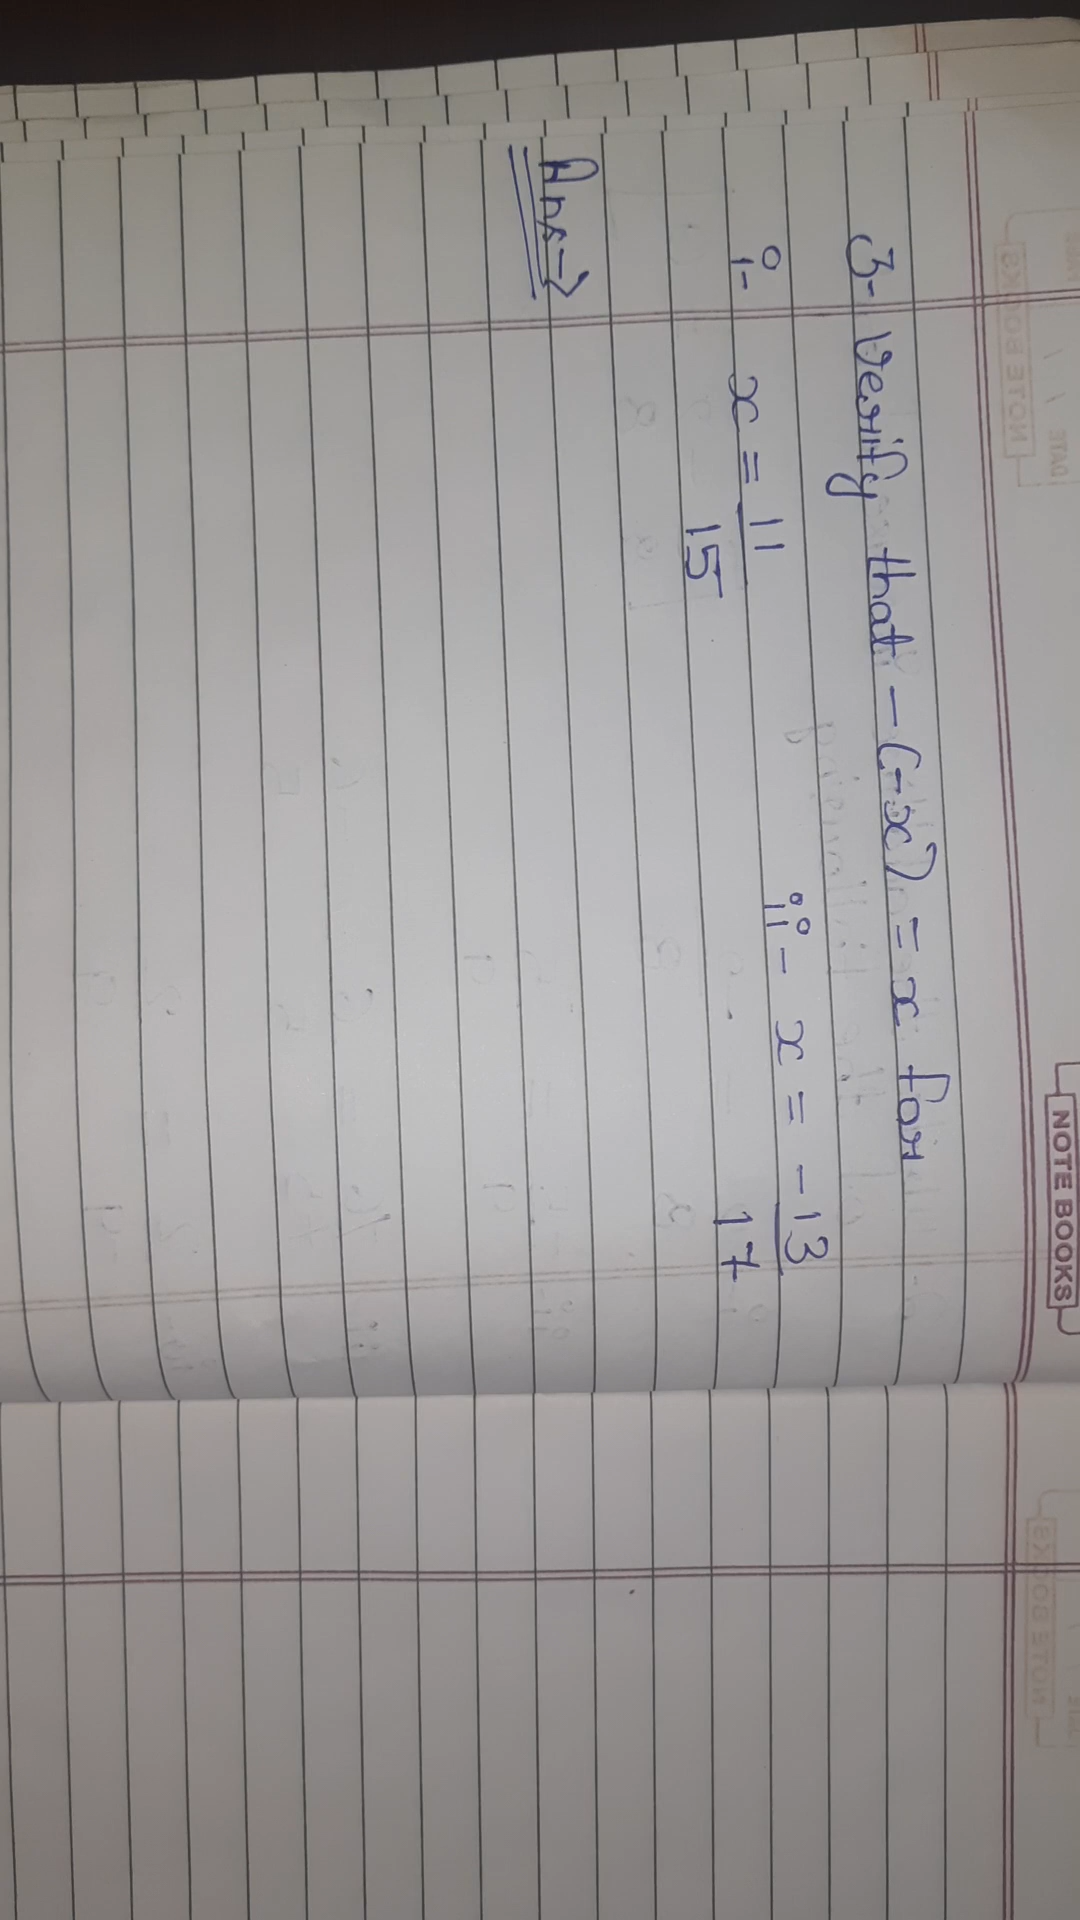 NOTE BOOKS
3- Verify that - (-x) = x for
i- x = 11/15 ii- x = -13/17
Ans→